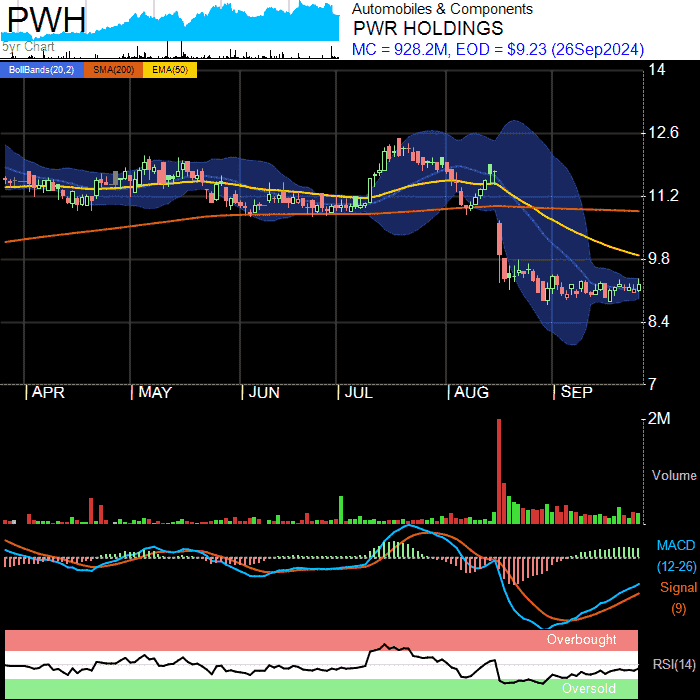 PWH
5yr Chart
Automobiles & Components
PWR HOLDINGS
MC = 928.2M, EOD = $9.23 (26Sep2024)
BollBands(20,2) SMA(200) EMA(50)
14
12.6
11.2
9.8
8.4
7
APR MAY JUN JUL AUG SEP
2M
Volume
MACD
(12-26)
Signal
(9)
Overbought
RSI(14)
Oversold